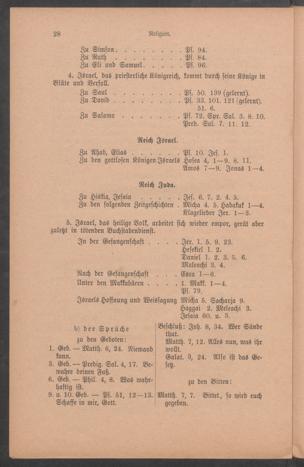 28 Religion.
Zu Simson . . . . . . . . Ps. 94.
Zu Ruth . . . . . . . . Ps. 84.
Zu Eli und Samuel . . . . . Ps. 96.
4. Israel, das priesterliche Königreich, kommt durch seine Könige in
Blüte und Verfall.
Zu Saul . . . . . . . . Ps. 50. 139 (gelernt).
Zu David . . . . . . . . Ps. 33. 101. 121 (gelernt).
51. 6.
Zu Salomo . . . . . . . Ps. 72. Spr. Sal. 3. 8. 10.
Pred. Sal. 7. 11. 12.
Reich Israel.
Zu Ahab, Elias . . . . . . Ps. 10. Jes. 1.
Zu den gottlosen Königen Israels Hosea 4, 1—9. 8. 11.
Amos 7—9. Jonas 1—4.
Reich Juda.
Zu Hiskia, Jesaia . . . . . Jes. 6. 7. 2. 4. 5.
Zu den folgenden Zeitgeschichten . Micha 4. 5. Habakuk 1—4.
Klagelieder Jer. 1—3.
5. Israel, das heilige Volk, arbeitet sich wieder empor, gerät aber
zuletzt in tötenden Buchstabendienst.
In der Gefangenschaft . . . . Jer. 1. 5. 9. 23.
Hesekiel 1. 2.
Daniel 1. 2. 3. 5. 6.
Maleachi 3. 4.
Nach der Gefangenschaft . . . Esra 1—6.
Unter den Makkabäern . . . . 1. Makk. 1—4.
Ps. 79.
Israels Hoffnung und Weissagung Micha 5. Sacharja 9.
Haggai 2. Maleachi 3.
Jesaia 60. u. 9.
b) der Sprüche
zu den Geboten:
1. Geb. — Matth. 6, 24. Niemand
kann.
3. Geb. — Predig. Sal. 4, 17. Be-
wahre deinen Fuß.
6. Geb. — Phil. 4, 8. Was wahr-
haftig ist.
9. u. 10. Geb. — Ps. 51, 12—13.
Schaffe in mir, Gott.
Beschluß: Joh. 8, 34. Wer Sünde
thut.
Matth. 7, 12. Alles nun, was ihr
wollt.
Galat. 3, 24. Also ist das Ge-
setz.
zu den Bitten:
Matth. 7, 7. Bittet, so wird euch
gegeben.